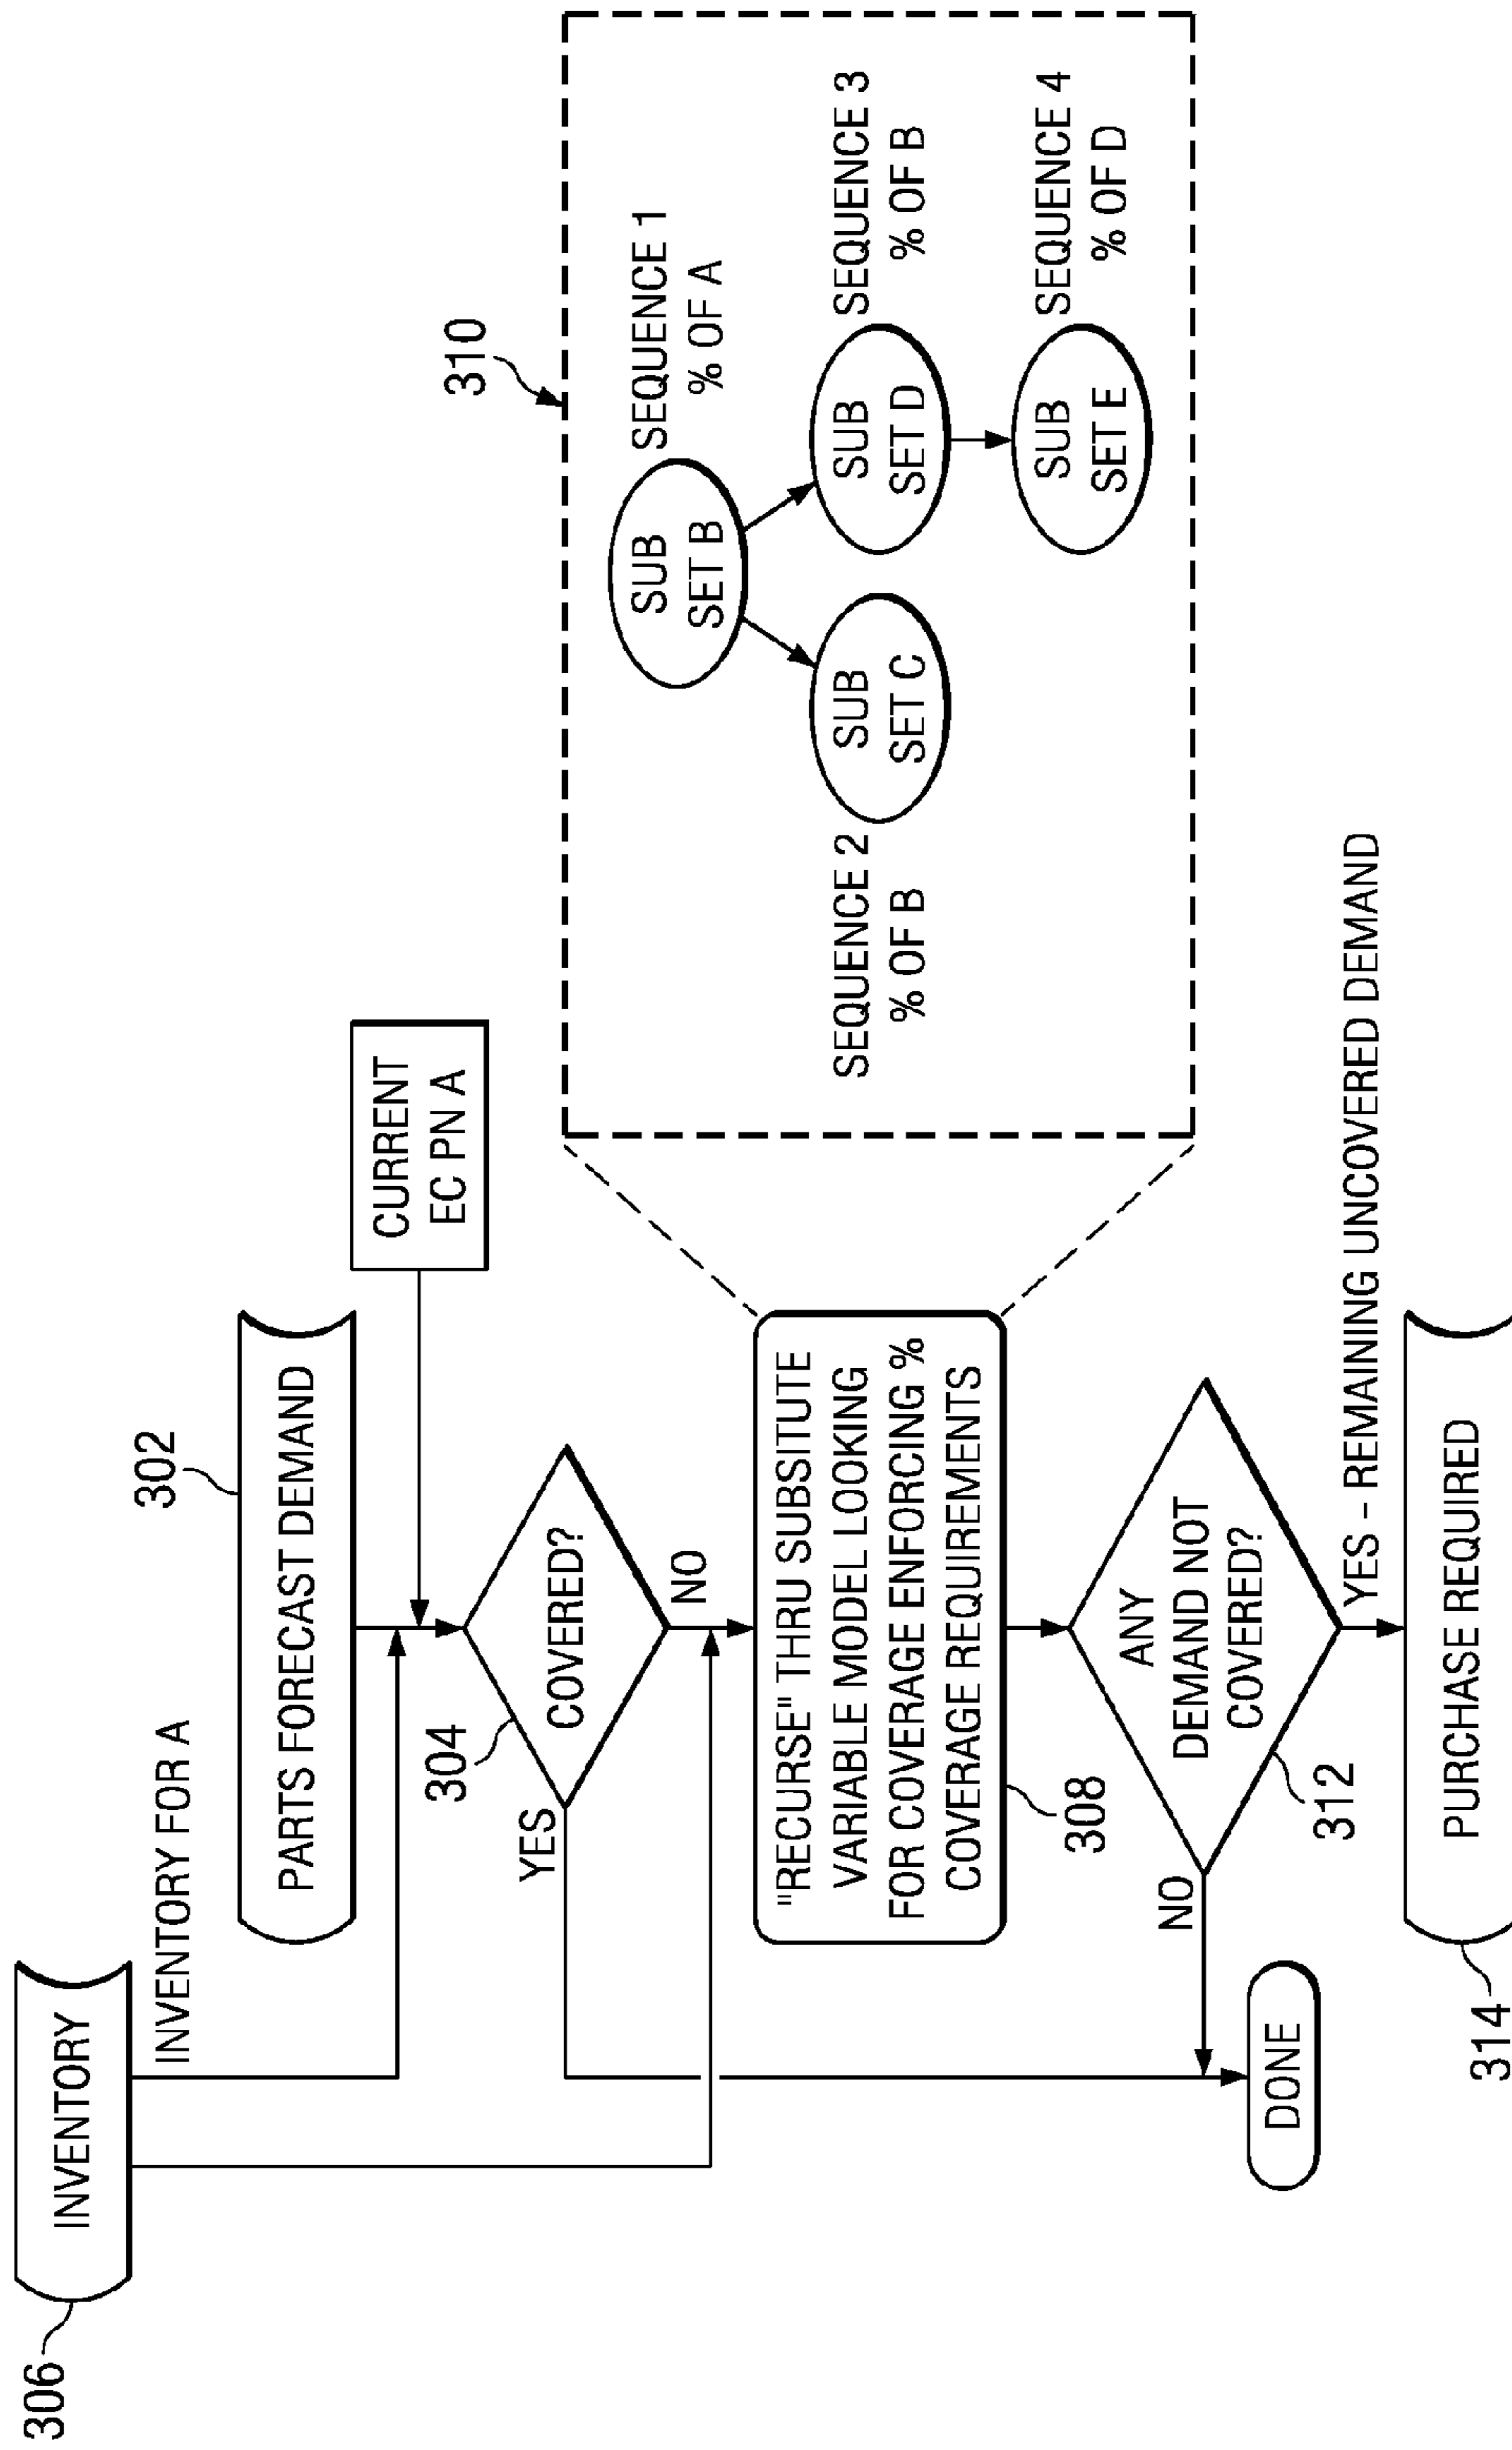 306
INVENTORY
INVENTORY FOR A
302
PARTS FORECAST DEMAND
CURRENT
EC PN A
304
COVERED?
YES
NO
"RECURSE" THRU SUBSITUTE
VARIABLE MODEL LOOKING
FOR COVERAGE ENFORCING %
COVERAGE REQUIREMENTS
308
310
SUB
SET B
SEQUENCE 1
% OF A
SEQUENCE 2
% OF B
SUB
SET C
SUB
SET D
SEQUENCE 3
% OF B
SUB
SET E
SEQUENCE 4
% OF D
ANY
DEMAND NOT
COVERED?
312
NO
DONE
YES – REMAINING UNCOVERED DEMAND
PURCHASE REQUIRED
314